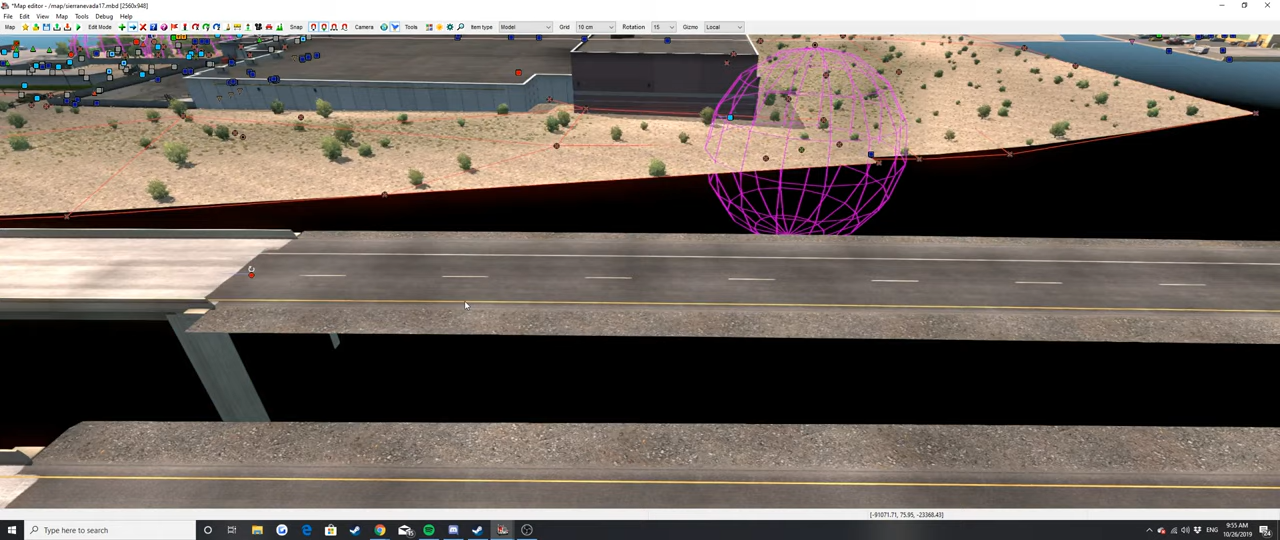 *Map editor - /map/sierranevada17.mbd [2560x948]
File Edit View Map Tools Debug Help
Map Edit Mode Snap Camera Tools Item type Model Grid 10 cm Rotation 15 Gizmo Local
[-91071.71, 75.95, -23368.43]
Type here to search
ENG
9:55 AM
10/26/2019
24